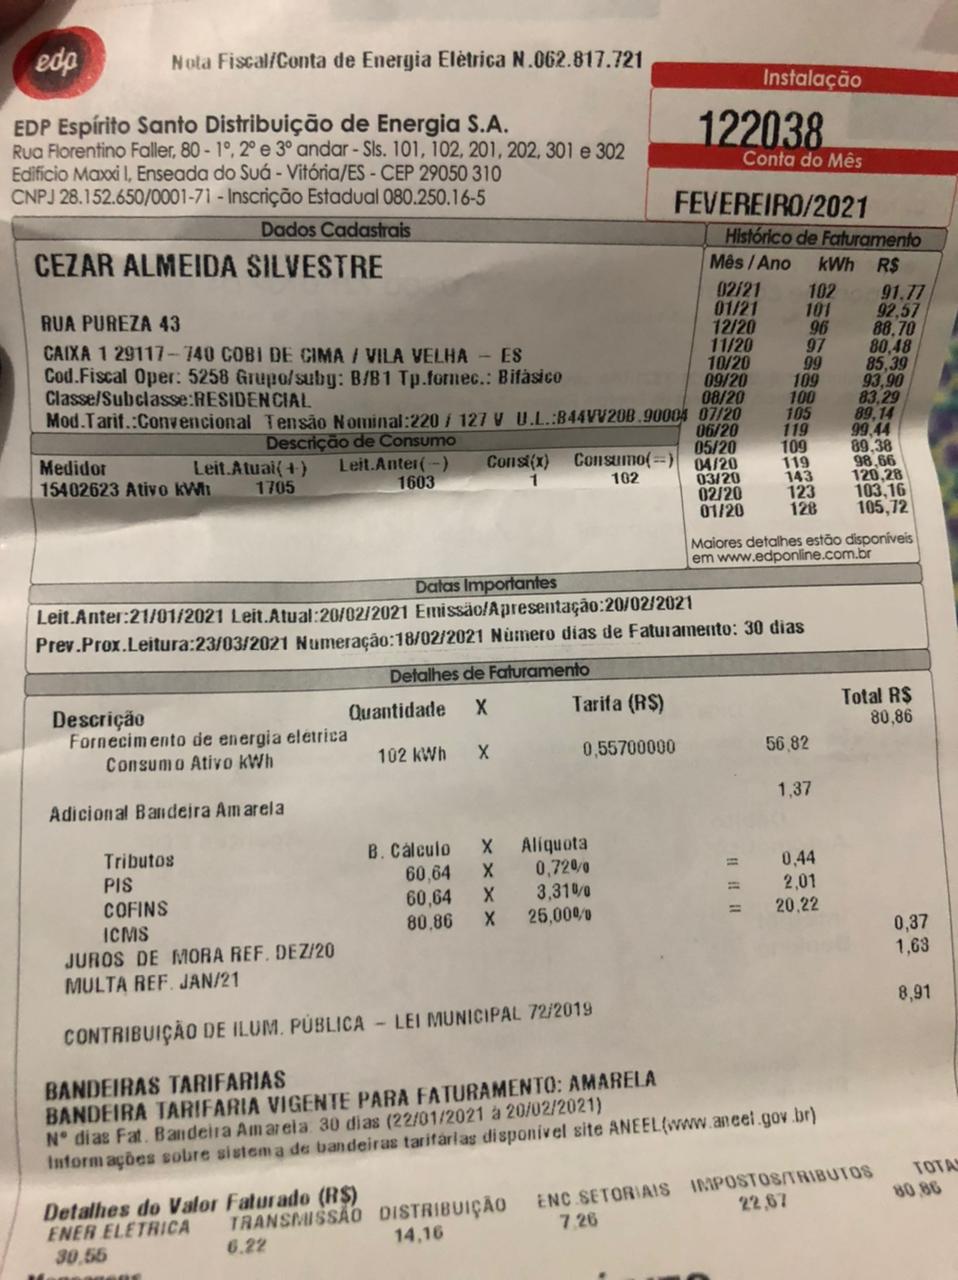 edp
Nota Fiscal/Conta de Energia Elétrica N.062.817.721
Instalação
122038
Conta do Mês
FEVEREIRO/2021
EDP Espírito Santo Distribuição de Energia S.A.
Rua Florentino Faller, 80 - 1º, 2º e 3º andar - Sls. 101, 102, 201, 202, 301 e 302
Edifício Maxxi I, Enseada do Suá - Vitória/ES - CEP 29050 310
CNPJ 28.152.650/0001-71 - Inscrição Estadual 080.250.16-5
Dados Cadastrais
CEZAR ALMEIDA SILVESTRE
RUA PUREZA 43
CAIXA 1 29117-740 COBI DE CIMA / VILA VELHA - ES
Cod.Fiscal Oper: 5258 Grupo/subg: B/B1 Tp.fornec.: Bifásico
Classe/Subclasse:RESIDENCIAL
Mod.Tarif.:Convencional Tensão Nominal:220 / 127 V U.L.:B44VV20B.90004
Histórico de Faturamento
Mês / Ano kWh R$
02/21 102 91,77
01/21 101 92,57
12/20 96 88,70
11/20 97 80,48
10/20 99 85,39
09/20 109 93,90
08/20 100 83,29
07/20 105 89,14
06/20 119 99,44
05/20 109 89,38
04/20 119 98,66
03/20 143 120,28
02/20 123 103,16
01/20 128 105,72
Maiores detalhes estão disponíveis
em www.edponline.com.br
Descrição de Consumo
Medidor Leit.Atual(+) Leit.Anter(-) Const(x) Consumo(=)
15402623 Ativo kWh 1705 1603 1 102
Datas Importantes
Leit.Anter:21/01/2021 Leit.Atual:20/02/2021 Emissão/Apresentação:20/02/2021
Prev.Prox.Leitura:23/03/2021 Numeração:18/02/2021 Número dias de Faturamento: 30 dias
Detalhes de Faturamento
Descrição Quantidade X Tarifa (R$) Total R$
Fornecimento de energia elétrica 80,86
Consumo Ativo kWh 102 kWh X 0,55700000 56,82
Adicional Bandeira Amarela 1,37
Tributos B. Cálculo X Alíquota
PIS 60,64 X 0,72% = 0,44
COFINS 60,64 X 3,31% = 2,01
ICMS 80,86 X 25,00% = 20,22
JUROS DE MORA REF. DEZ/20 0,37
MULTA REF. JAN/21 1,63
CONTRIBUIÇÃO DE ILUM. PÚBLICA - LEI MUNICIPAL 72/2019 8,91
BANDEIRAS TARIFARIAS
BANDEIRA TARIFARIA VIGENTE PARA FATURAMENTO: AMARELA
Nº dias Fat. Bandeira Amarela: 30 dias (22/01/2021 à 20/02/2021)
Informações sobre sistema de bandeiras tarifárias disponível site ANEEL(www.aneel.gov.br)
Detalhes do Valor Faturado (R$)
ENER ELETRICA TRANSMISSÃO DISTRIBUIÇÃO ENC SETORIAIS IMPOSTOS/TRIBUTOS TOTA
30,55 6.22 14,16 7,26 22,67 80,86